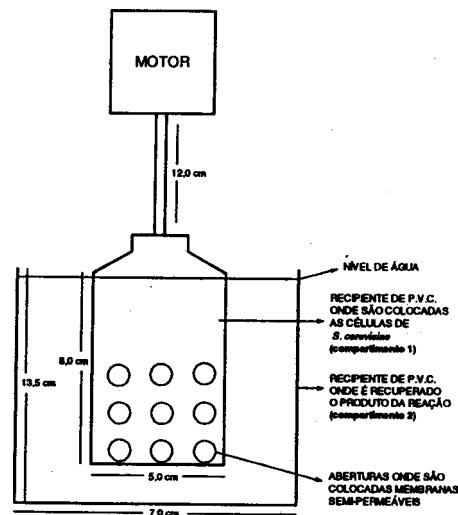 MOTOR
12,0 cm
NÍVEL DE ÁGUA
RECIPIENTE DE P.V.C.
ONDE SÃO COLOCADAS
AS CÉLULAS DE
S. cerevisiae
(compartimento 1)
8,0 cm
13,5 cm
RECIPIENTE DE P.V.C.
ONDE É RECUPERADO
O PRODUTO DA REAÇÃO
(compartimento 2)
5,0 cm
ABERTURAS ONDE SÃO
COLOCADAS MEMBRANAS
SEMI-PERMEÁVEIS
7,0 cm